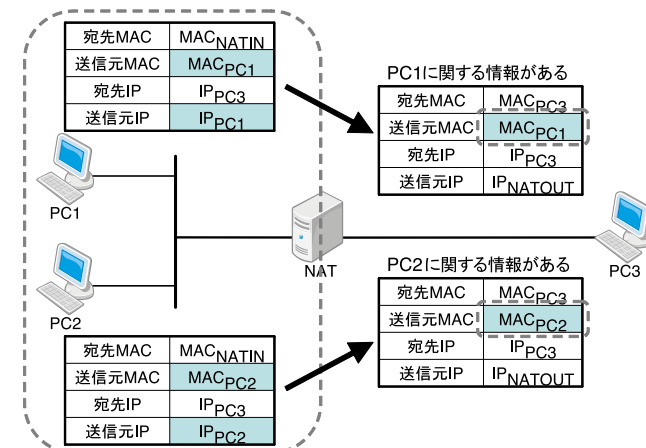 宛先MAC MACNATIN
送信元MAC MACPC1
宛先IP IPPC3
送信元IP IPPC1
PC1に関する情報がある
宛先MAC MACPC3
送信元MAC MACPC1
宛先IP IPPC3
送信元IP IPNATOUT
PC1
NAT
PC3
PC2
PC2に関する情報がある
宛先MAC MACPC3
送信元MAC MACPC2
宛先IP IPPC3
送信元IP IPNATOUT
宛先MAC MACNATIN
送信元MAC MACPC2
宛先IP IPPC3
送信元IP IPPC2